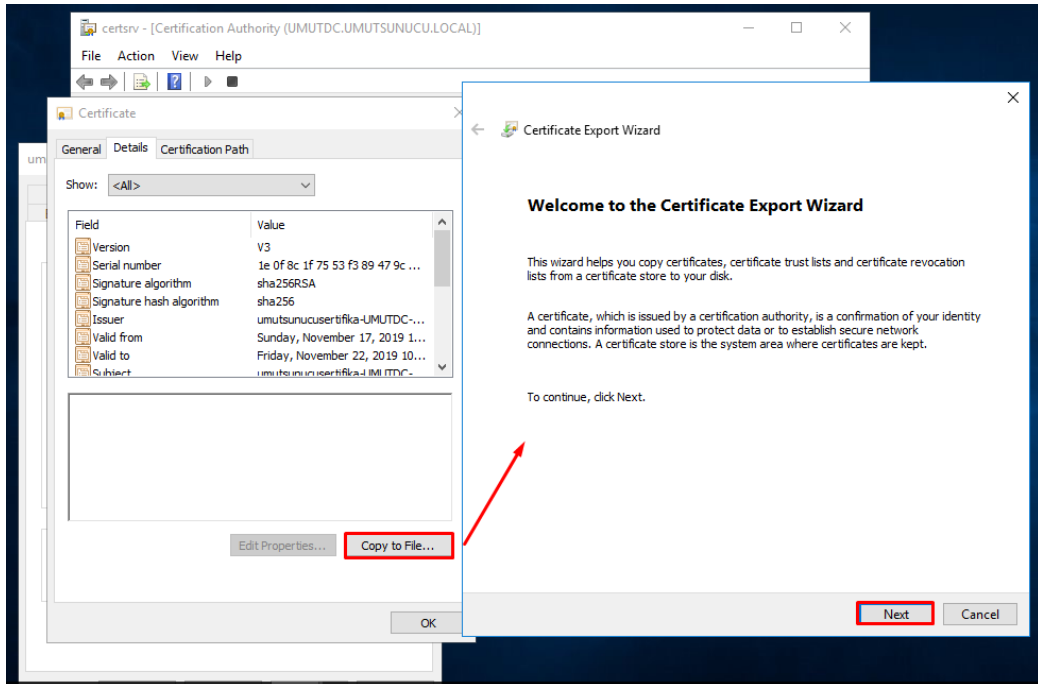 certsrv - [Certification Authority (UMUTDC.UMUTSUNUCU.LOCAL)]
File Action View Help
Certificate
General Details Certification Path
um
Show: <All>
Field Value
Version V3
Serial number 1e 0f 8c 1f 75 53 f3 89 47 9c ...
Signature algorithm sha256RSA
Signature hash algorithm sha256
Issuer umutsunucusertifika-UMUTDC-...
Valid from Sunday, November 17, 2019 1...
Valid to Friday, November 22, 2019 10...
Subject umutsunucusertifika-UMUTDC-
Edit Properties... Copy to File...
OK
Certificate Export Wizard
Welcome to the Certificate Export Wizard
This wizard helps you copy certificates, certificate trust lists and certificate revocation
lists from a certificate store to your disk.
A certificate, which is issued by a certification authority, is a confirmation of your identity
and contains information used to protect data or to establish secure network
connections. A certificate store is the system area where certificates are kept.
To continue, click Next.
Next Cancel